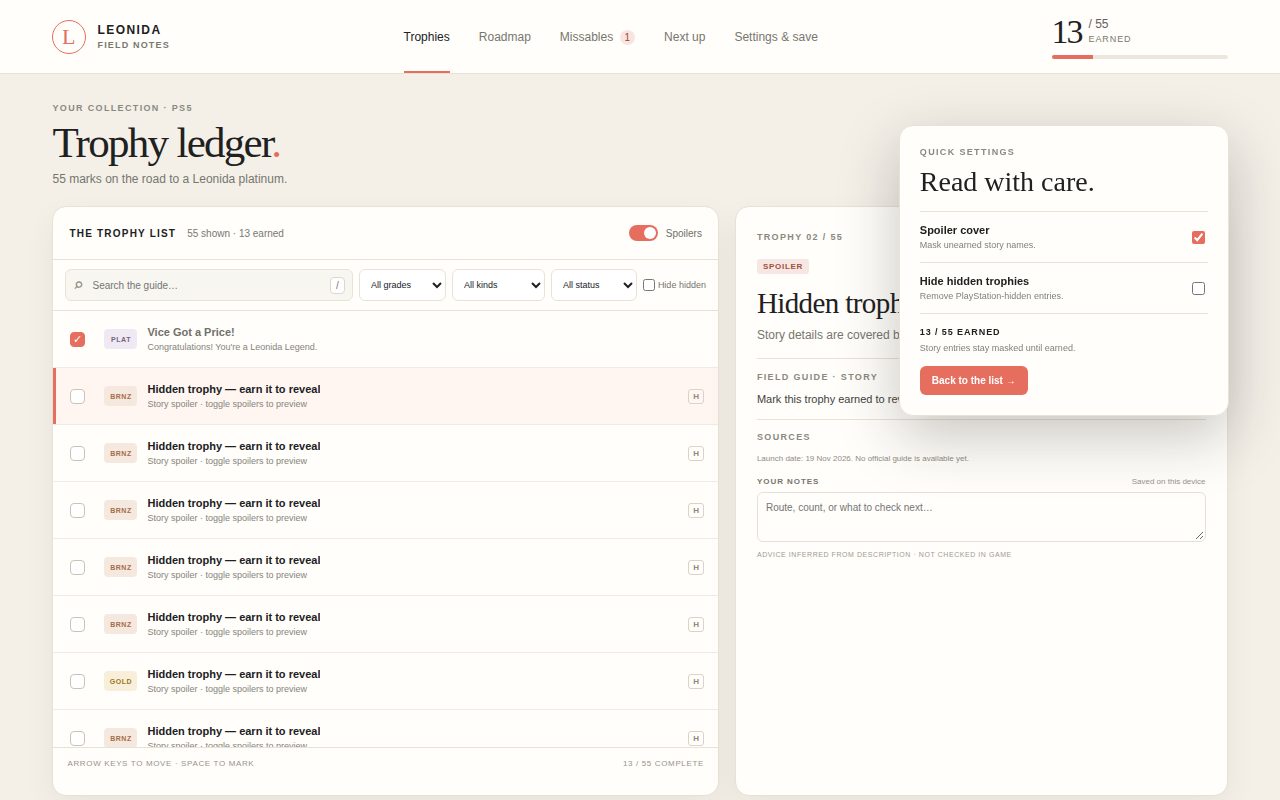 L
LEONIDA
FIELD NOTES
Trophies
Roadmap
Missables 1
Next up
Settings & save
13 / 55
EARNED
YOUR COLLECTION · PS5
Trophy ledger.
55 marks on the road to a Leonida platinum.
THE TROPHY LIST 55 shown · 13 earned
Spoilers
Search the guide… /
All grades
All kinds
All status
Hide hidden
PLAT
Vice Got a Price!
Congratulations! You're a Leonida Legend.
BRNZ
Hidden trophy — earn it to reveal
Story spoiler · toggle spoilers to preview
H
BRNZ
Hidden trophy — earn it to reveal
Story spoiler · toggle spoilers to preview
H
BRNZ
Hidden trophy — earn it to reveal
Story spoiler · toggle spoilers to preview
H
BRNZ
Hidden trophy — earn it to reveal
Story spoiler · toggle spoilers to preview
H
BRNZ
Hidden trophy — earn it to reveal
Story spoiler · toggle spoilers to preview
H
GOLD
Hidden trophy — earn it to reveal
Story spoiler · toggle spoilers to preview
H
BRNZ
Hidden trophy — earn it to reveal
Story spoiler · toggle spoilers to preview
H
ARROW KEYS TO MOVE · SPACE TO MARK
13 / 55 COMPLETE
TROPHY 02 / 55
SPOILER
Hidden
Story details are covered
FIELD GUIDE · STORY
Mark this trophy earned to
SOURCES
Launch date: 19 Nov 2026. No official guide is available yet.
YOUR NOTES
Saved on this device
Route, count, or what to check next…
ADVICE INFERRED FROM DESCRIPTION · NOT CHECKED IN GAME
QUICK SETTINGS
Read with care.
Spoiler cover
Mask unearned story names.
Hide hidden trophies
Remove PlayStation-hidden entries.
13 / 55 EARNED
Story entries stay masked until earned.
Back to the list →